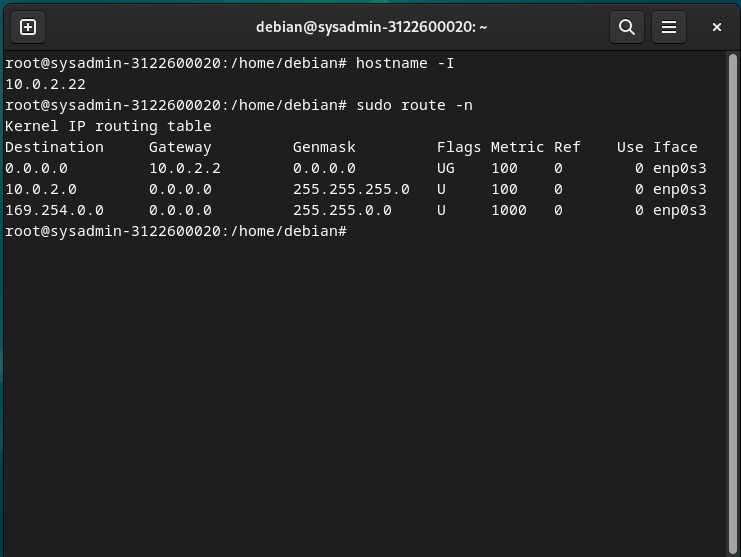 debian@sysadmin-3122600020: ~
root@sysadmin-3122600020:/home/debian# hostname -I
10.0.2.22
root@sysadmin-3122600020:/home/debian# sudo route -n
Kernel IP routing table
Destination     Gateway         Genmask         Flags Metric Ref    Use Iface
0.0.0.0         10.0.2.2        0.0.0.0         UG    100    0        0 enp0s3
10.0.2.0        0.0.0.0         255.255.255.0   U     100    0        0 enp0s3
169.254.0.0     0.0.0.0         255.255.0.0     U     1000   0        0 enp0s3
root@sysadmin-3122600020:/home/debian#